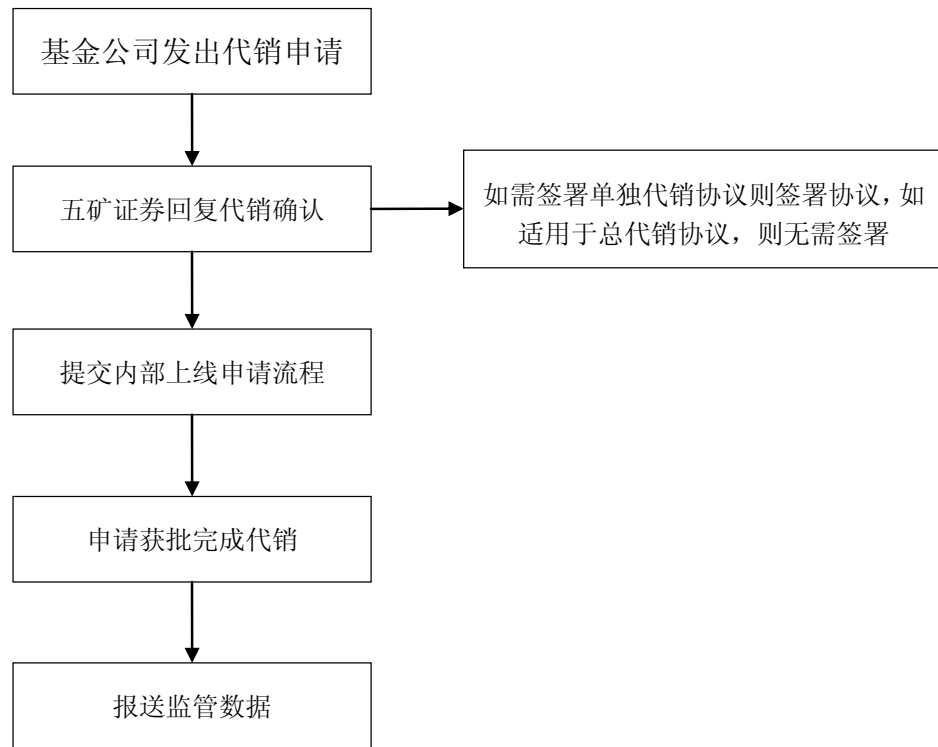 基金公司发出代销申请
五矿证券回复代销确认
如需签署单独代销协议则签署协议，如
适用于总代销协议，则无需签署
提交内部上线申请流程
申请获批完成代销
报送监管数据